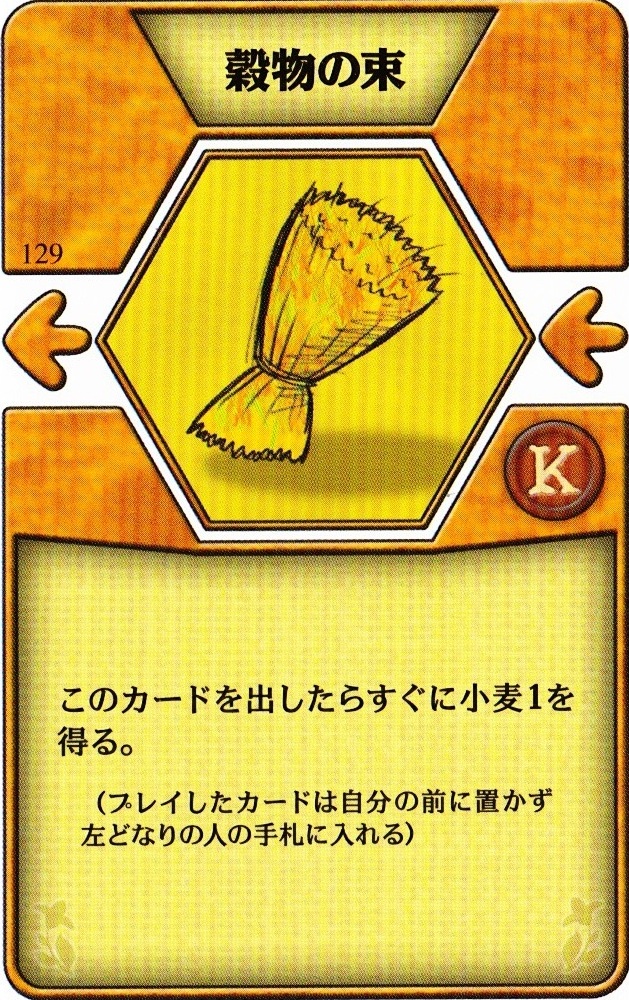 穀物の束
129
K
このカードを出したらすぐに小麦1を
得る。
（プレイしたカードは自分の前に置かず
左どなりの人の手札に入れる）